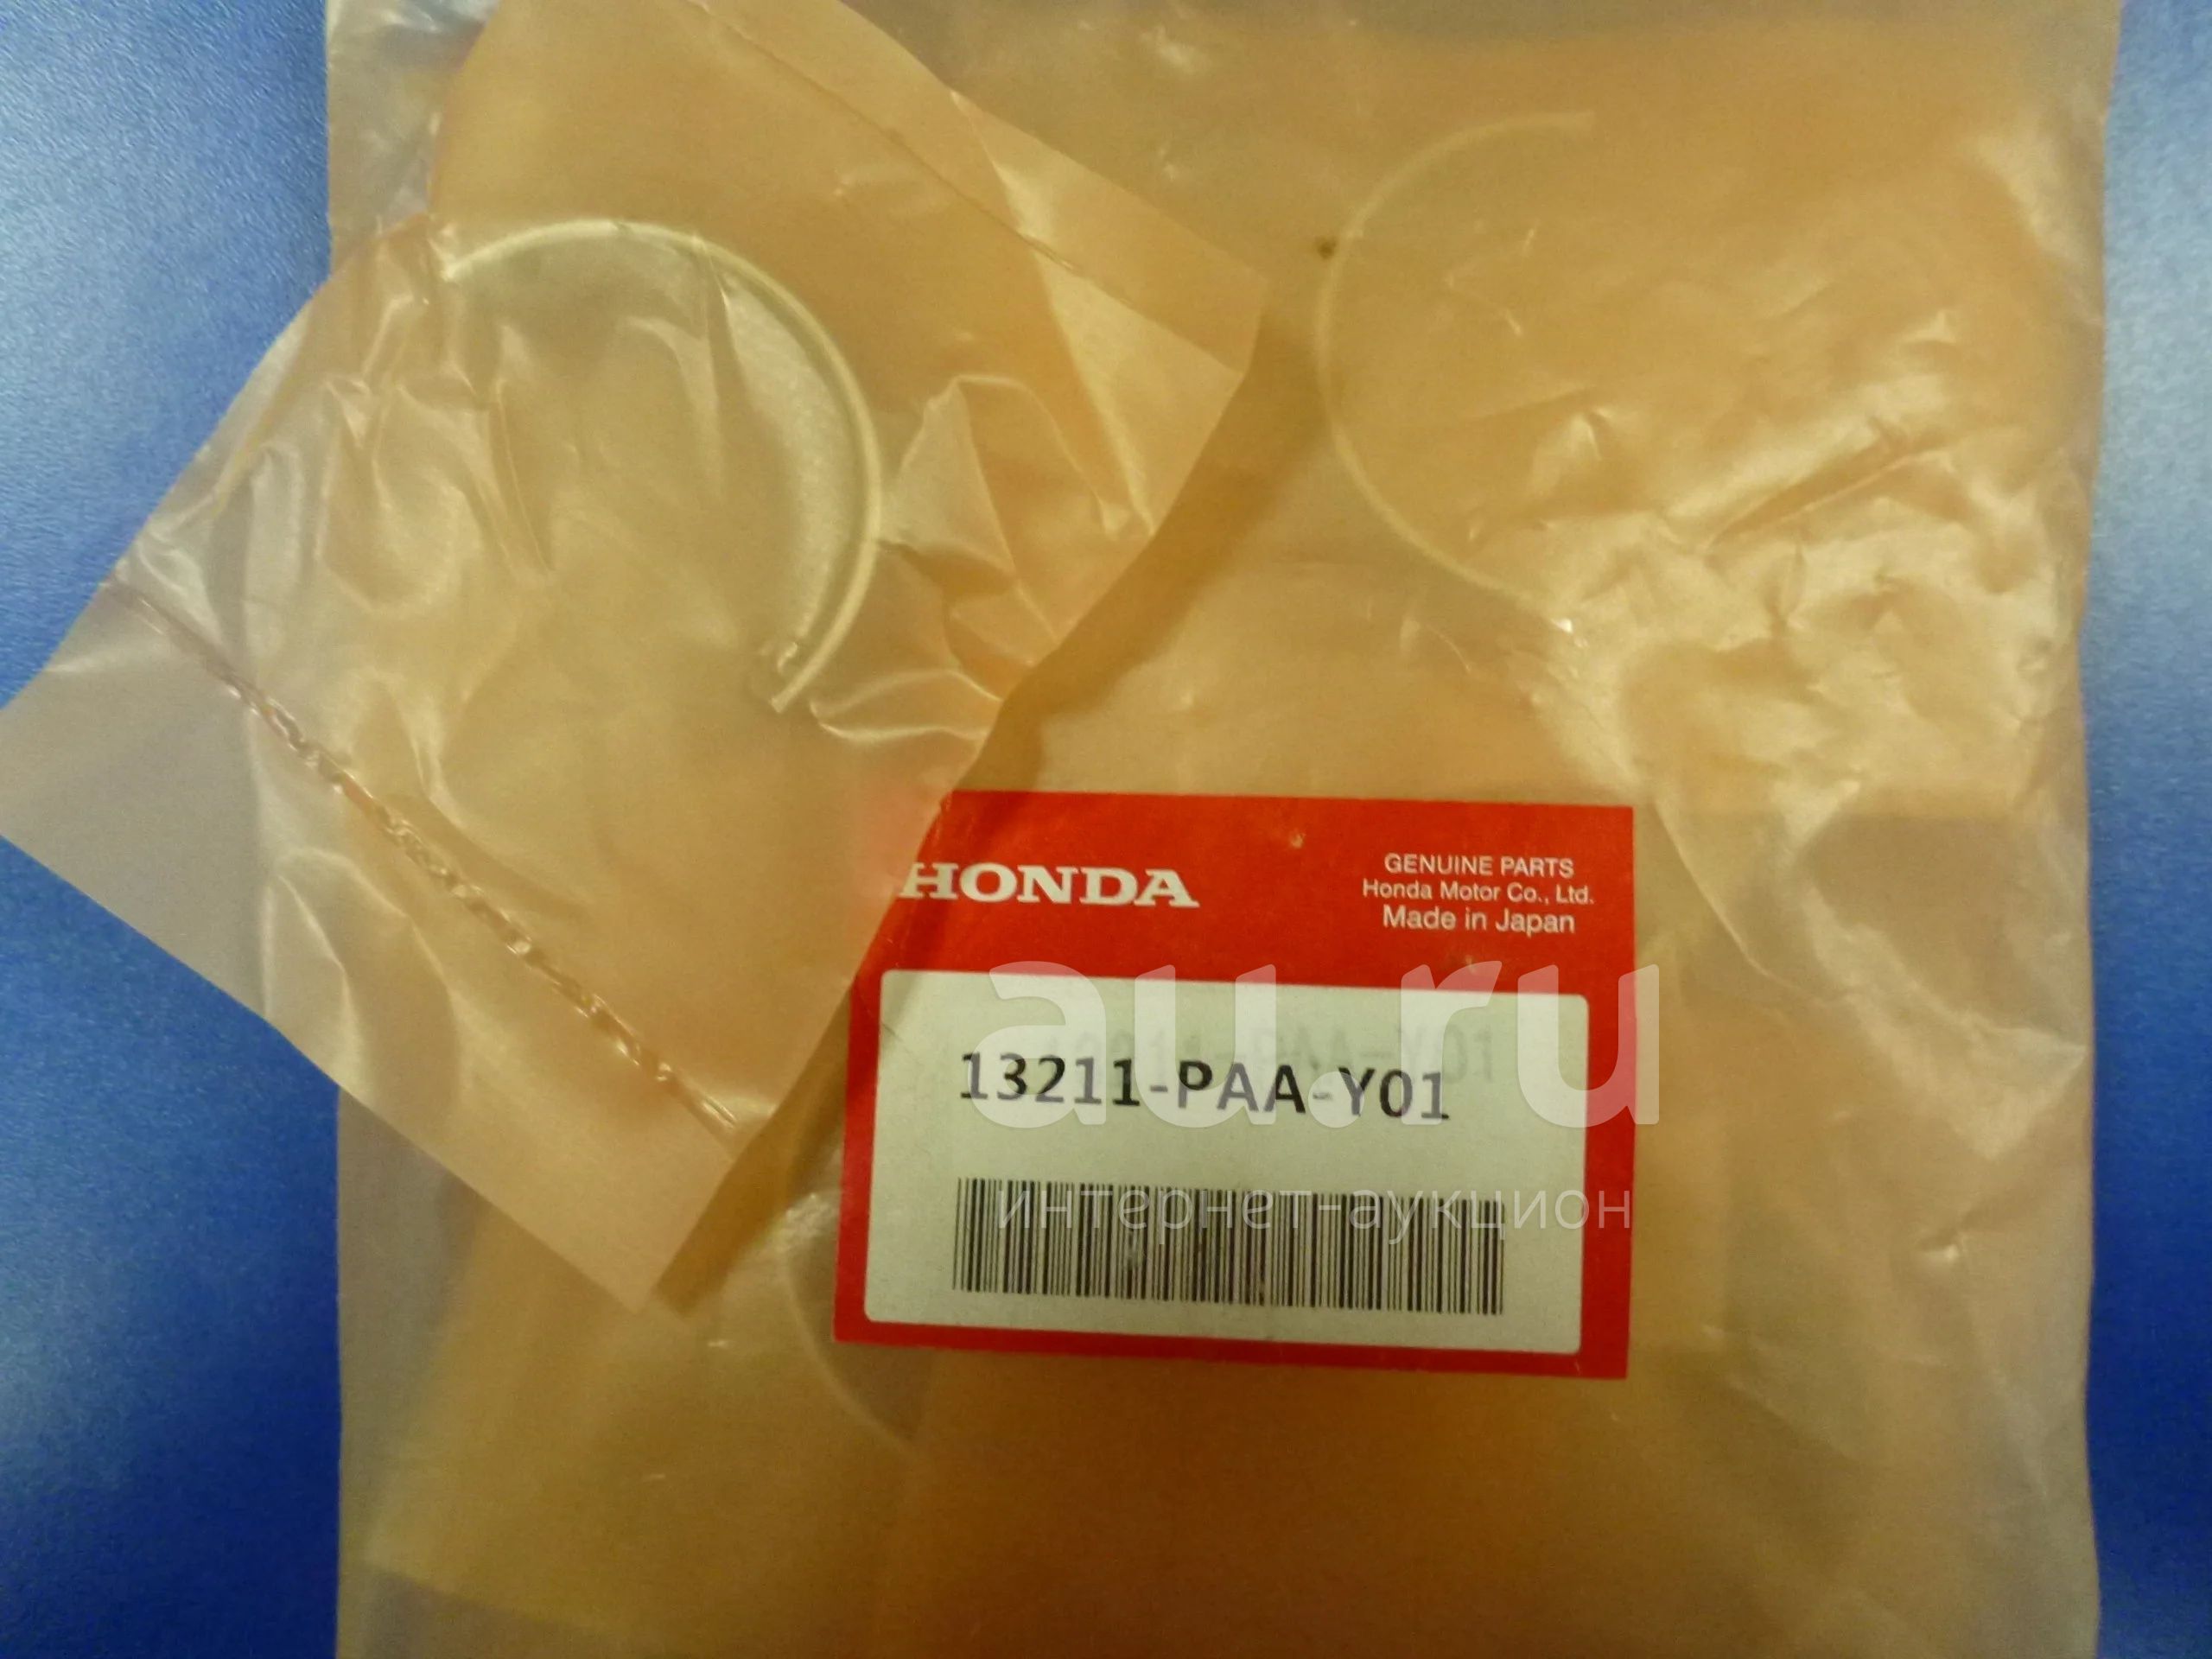 HONDA
GENUINE PARTS
Honda Motor Co., Ltd.
Made in Japan
au.ru
13211-PAA-Y01
интернет-аукцион